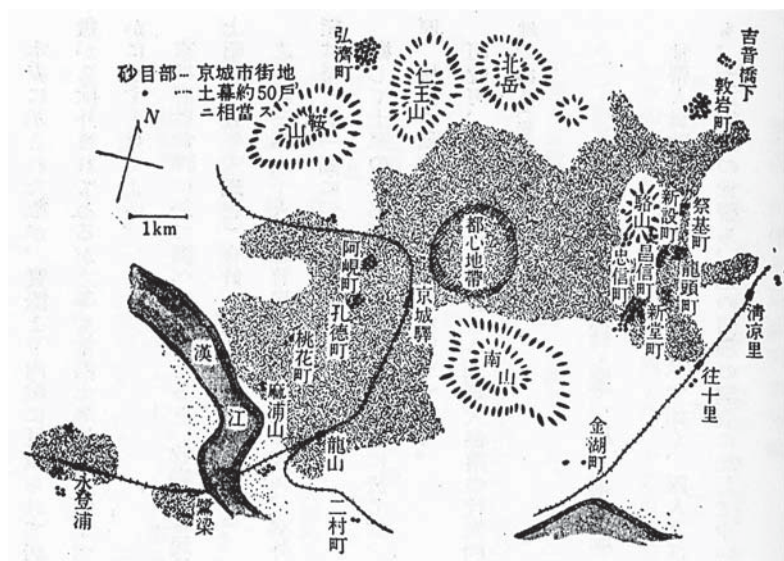 砂目部… 京城市街地
・… 土幕約50戶
ニ相當ス
N
1km
弘濟町
鞍山
仁王山
北岳
吉音橋下
敦岩町
駱山
新設町
祭基町
昌信町
龍頭町
忠信町
新堂町
淸凉里
往十里
金湖町
都心地帶
南山
京城驛
阿峴町
孔德町
桃花町
麻浦山
漢江
龍山
二村町
鷺梁
永登浦